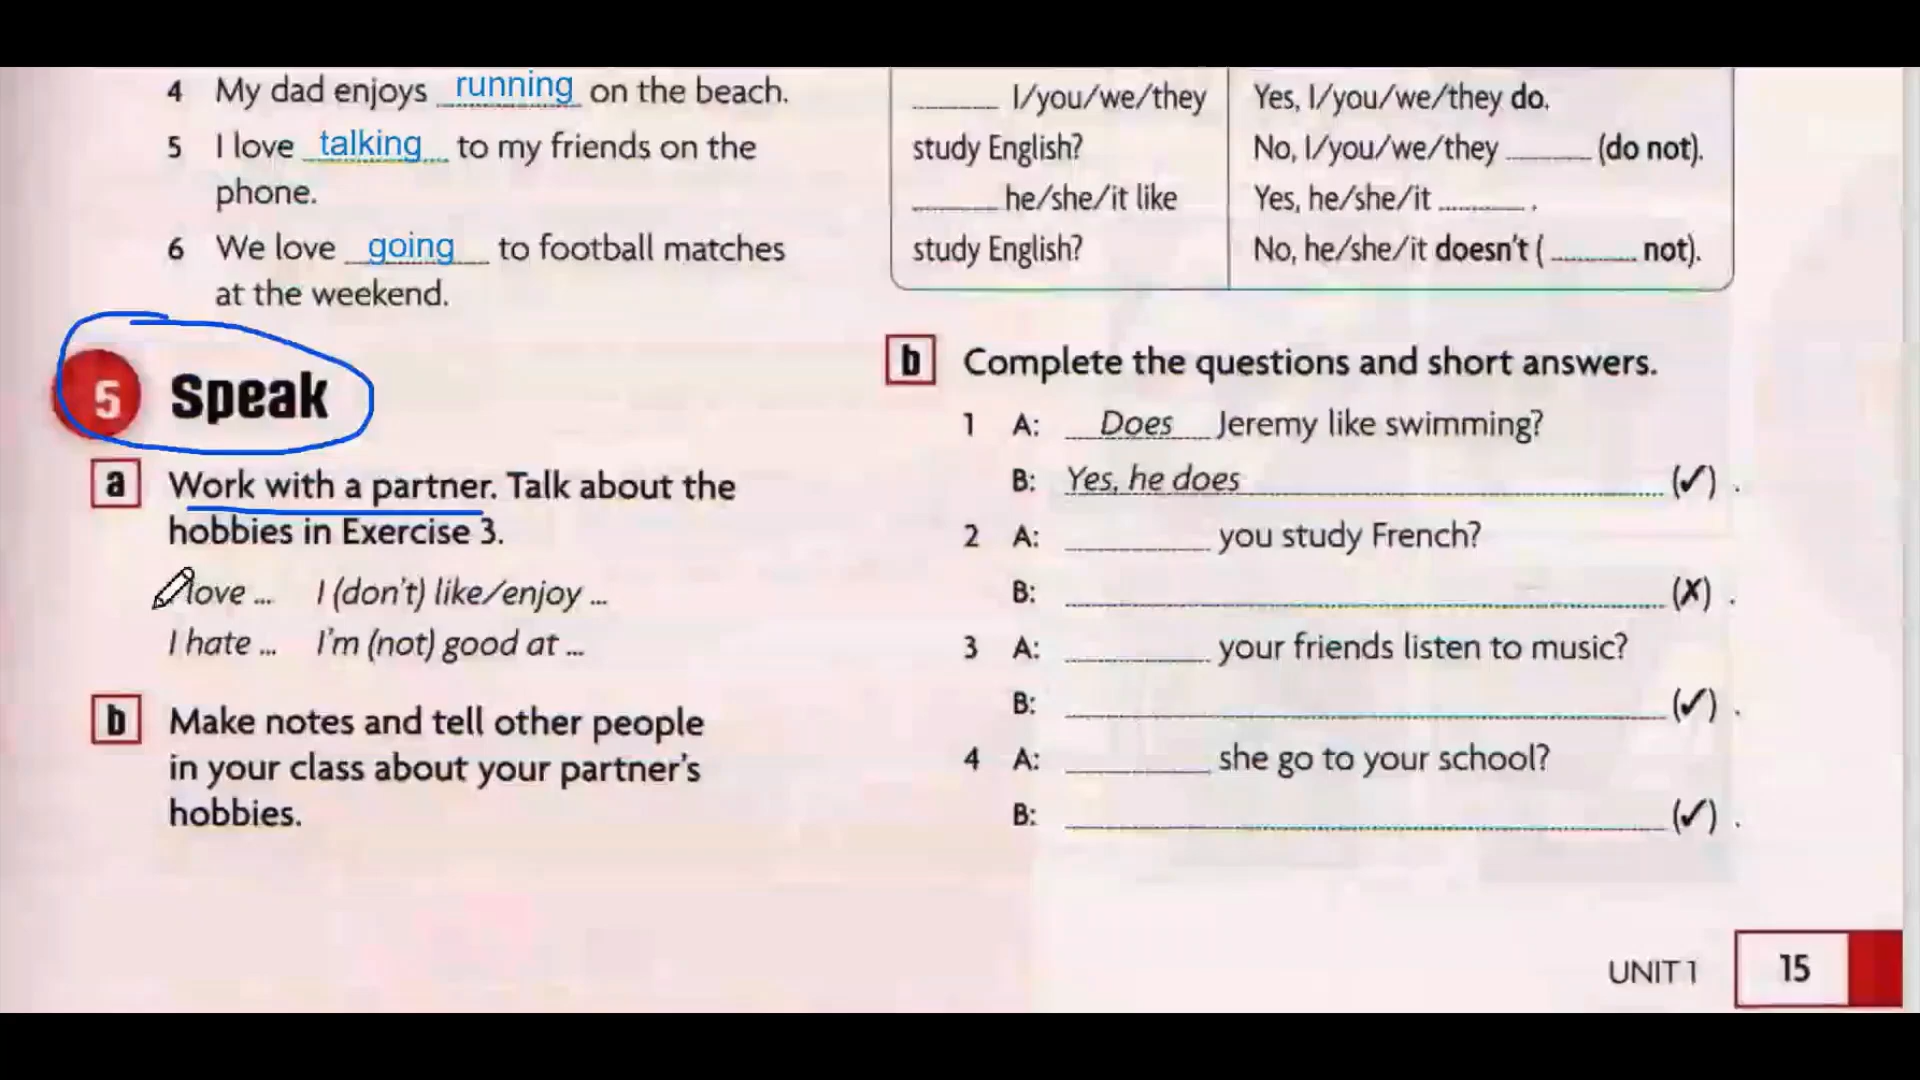 4 My dad enjoys running on the beach.
5 I love talking to my friends on the
phone.
6 We love going to football matches
at the weekend.
5 Speak
a Work with a partner. Talk about the
hobbies in Exercise 3.
love ... I (don't) like/enjoy ...
I hate ... I'm (not) good at ...
b Make notes and tell other people
in your class about your partner's
hobbies.
I/you/we/they Yes, I/you/we/they do.
study English? No, I/you/we/they (do not).
he/she/it like Yes, he/she/it .
study English? No, he/she/it doesn't ( not).
b Complete the questions and short answers.
1 A: Does Jeremy like swimming?
B: Yes, he does (✓) .
2 A: you study French?
B: (✗) .
3 A: your friends listen to music?
B: (✓) .
4 A: she go to your school?
B: (✓) .
UNIT 1 15